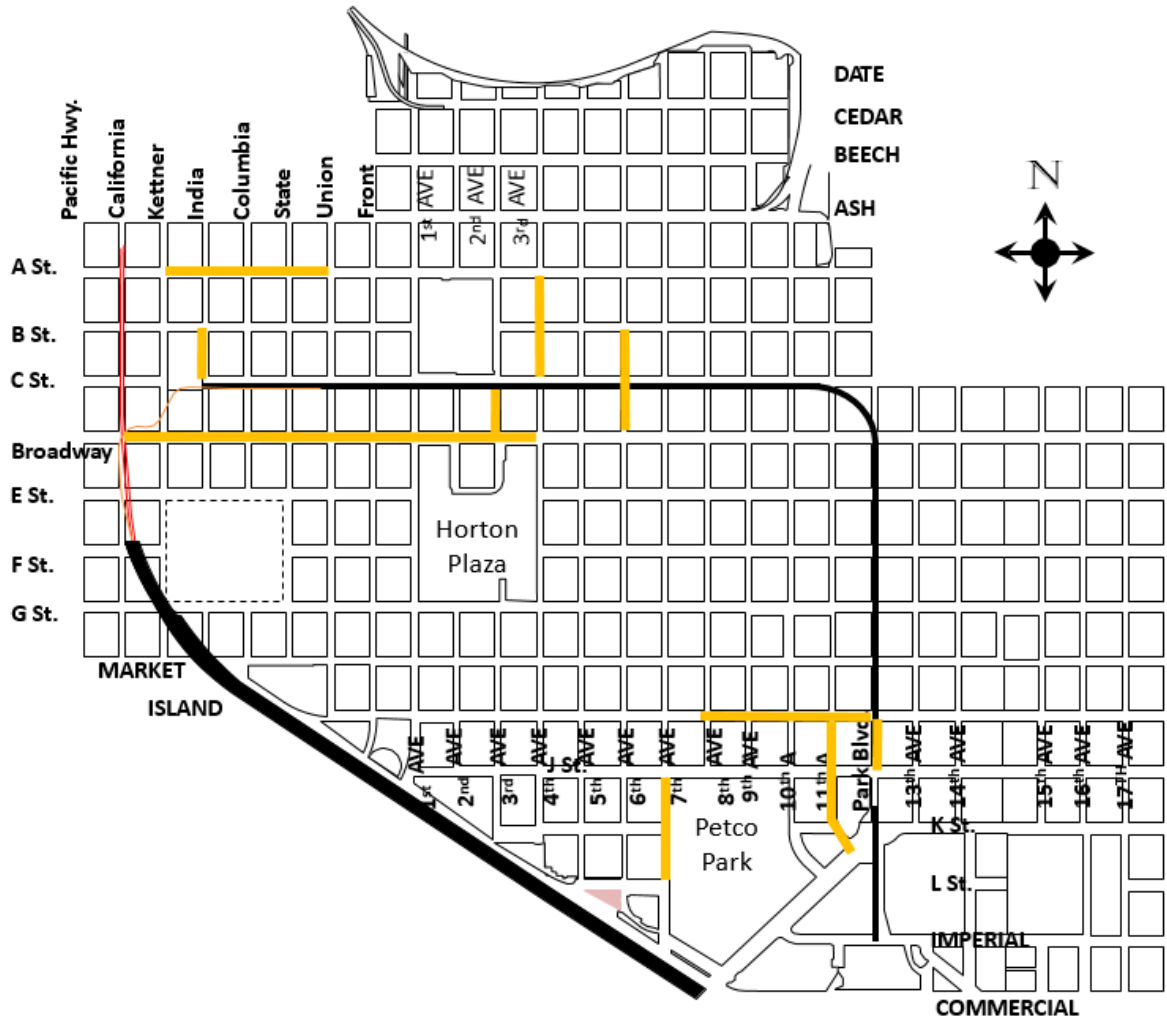 DATE
CEDAR
BEECH
ASH
N
Pacific Hwy.
California
Kettner
India
Columbia
State
Union
Front
1st AVE
2nd AVE
3rd AVE
A St.
B St.
C St.
Broadway
E St.
F St.
G St.
MARKET
ISLAND
Horton
Plaza
J St.
1st AVE
2nd AVE
3rd AVE
4th AVE
5th AVE
6th AVE
7th AVE
8th AVE
9th AVE
10th A
11th A
Park Blvd
13th AVE
14th AVE
15th AVE
16th AVE
17TH AVE
Petco
Park
K St.
L St.
IMPERIAL
COMMERCIAL